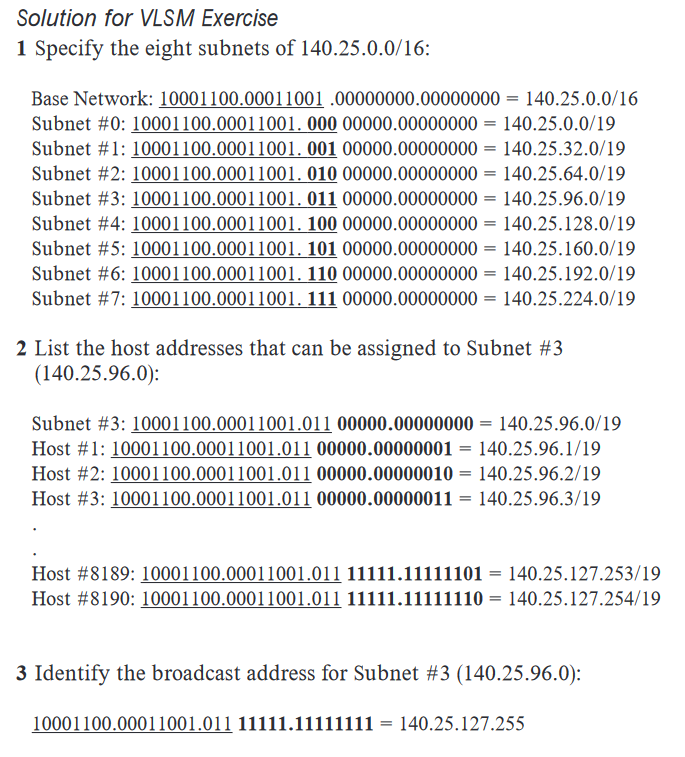 Solution for VLSM Exercise
1 Specify the eight subnets of 140.25.0.0/16:
Base Network: 10001100.00011001 .00000000.00000000 = 140.25.0.0/16
Subnet #0: 10001100.00011001. 000 00000.00000000 = 140.25.0.0/19
Subnet #1: 10001100.00011001. 001 00000.00000000 = 140.25.32.0/19
Subnet #2: 10001100.00011001. 010 00000.00000000 = 140.25.64.0/19
Subnet #3: 10001100.00011001. 011 00000.00000000 = 140.25.96.0/19
Subnet #4: 10001100.00011001. 100 00000.00000000 = 140.25.128.0/19
Subnet #5: 10001100.00011001. 101 00000.00000000 = 140.25.160.0/19
Subnet #6: 10001100.00011001. 110 00000.00000000 = 140.25.192.0/19
Subnet #7: 10001100.00011001. 111 00000.00000000 = 140.25.224.0/19
2 List the host addresses that can be assigned to Subnet #3
(140.25.96.0):
Subnet #3: 10001100.00011001.011 00000.00000000 = 140.25.96.0/19
Host #1: 10001100.00011001.011 00000.00000001 = 140.25.96.1/19
Host #2: 10001100.00011001.011 00000.00000010 = 140.25.96.2/19
Host #3: 10001100.00011001.011 00000.00000011 = 140.25.96.3/19
.
.
Host #8189: 10001100.00011001.011 11111.11111101 = 140.25.127.253/19
Host #8190: 10001100.00011001.011 11111.11111110 = 140.25.127.254/19
3 Identify the broadcast address for Subnet #3 (140.25.96.0):
10001100.00011001.011 11111.11111111 = 140.25.127.255